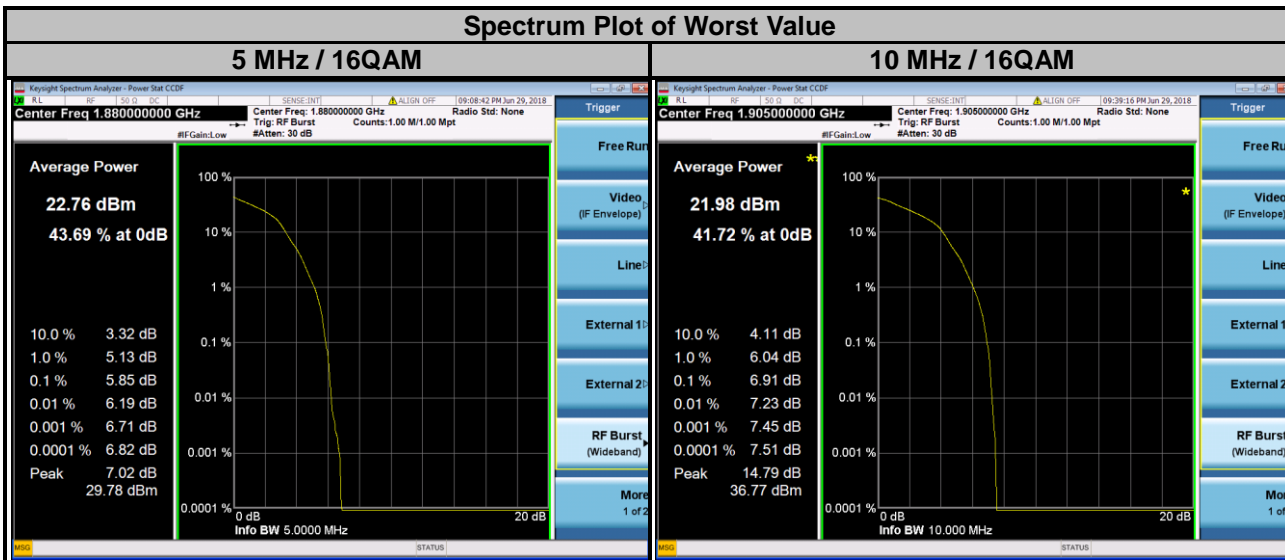 Spectrum Plot of Worst Value
5 MHz / 16QAM
10 MHz / 16QAM
Keysight Spectrum Analyzer - Power Stat CCDF
RL RF 50 Ω DC SENSE:INT ALIGN OFF 09:08:42 PM Jun 29, 2018
Center Freq 1.880000000 GHz
Center Freq: 1.880000000 GHz Radio Std: None
Trig: RF Burst Counts:1.00 M/1.00 Mpt
#IFGain:Low #Atten: 30 dB
Average Power
22.76 dBm
43.69 % at 0dB
10.0 % 3.32 dB
1.0 % 5.13 dB
0.1 % 5.85 dB
0.01 % 6.19 dB
0.001 % 6.71 dB
0.0001 % 6.82 dB
Peak 7.02 dB
29.78 dBm
100 %
10 %
1 %
0.1 %
0.01 %
0.001 %
0.0001 %
0 dB 20 dB
Info BW 5.0000 MHz
Trigger
Free Run
Video
(IF Envelope)
Line
External 1
External 2
RF Burst
(Wideband)
More
1 of 2
MSG STATUS
Keysight Spectrum Analyzer - Power Stat CCDF
RL RF 50 Ω DC SENSE:INT ALIGN OFF 09:39:16 PM Jun 29, 2018
Center Freq 1.905000000 GHz
Center Freq: 1.905000000 GHz Radio Std: None
Trig: RF Burst Counts:1.00 M/1.00 Mpt
#IFGain:Low #Atten: 30 dB
Average Power
21.98 dBm
41.72 % at 0dB
10.0 % 4.11 dB
1.0 % 6.04 dB
0.1 % 6.91 dB
0.01 % 7.23 dB
0.001 % 7.45 dB
0.0001 % 7.51 dB
Peak 14.79 dB
36.77 dBm
100 %
10 %
1 %
0.1 %
0.01 %
0.001 %
0.0001 %
0 dB 20 dB
Info BW 10.000 MHz
Trigger
Free Ru
Video
(IF Envelope)
Line
External 1
External 2
RF Burst
(Wideband)
Mor
1 of
MSG STATUS